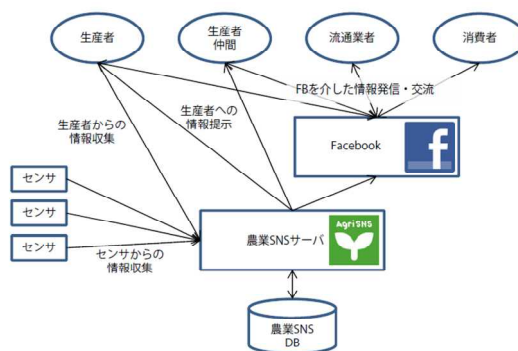 生産者
生産者
仲間
流通業者
消費者
FBを介した情報発信・交流
生産者からの
情報収集
生産者への
情報提示
Facebook
f
センサ
センサ
センサ
センサからの
情報収集
農業SNSサーバ
AgriSNS
農業SNS
DB